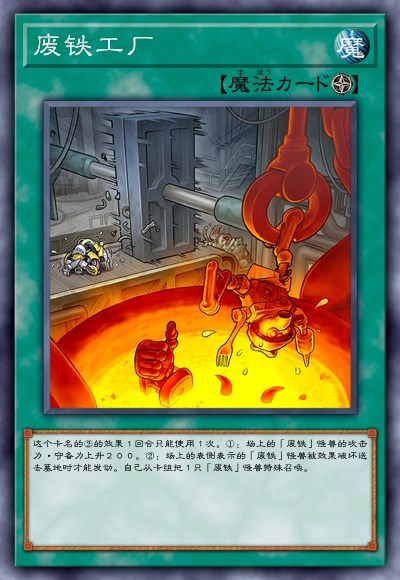 废铁工厂
魔
【魔法カード】
まほう
这个卡名的②的效果1回合只能使用1次。①：场上的「废铁」怪兽的攻击
力·守备力上升200。②：场上的表侧表示的「废铁」怪兽被效果破坏送
去墓地时才能发动。自己从卡组把1只「废铁」怪兽特殊召唤。